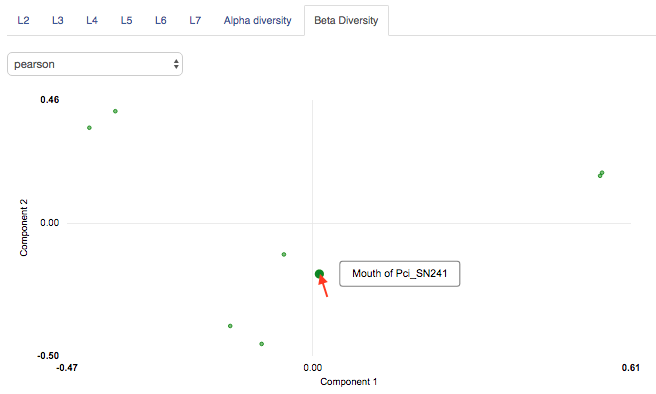 L2 L3 L4 L5 L6 L7 Alpha diversity Beta Diversity
pearson
0.46
Component 2
0.00
Mouth of Pci_SN241
-0.50
-0.47 0.00 0.61
Component 1